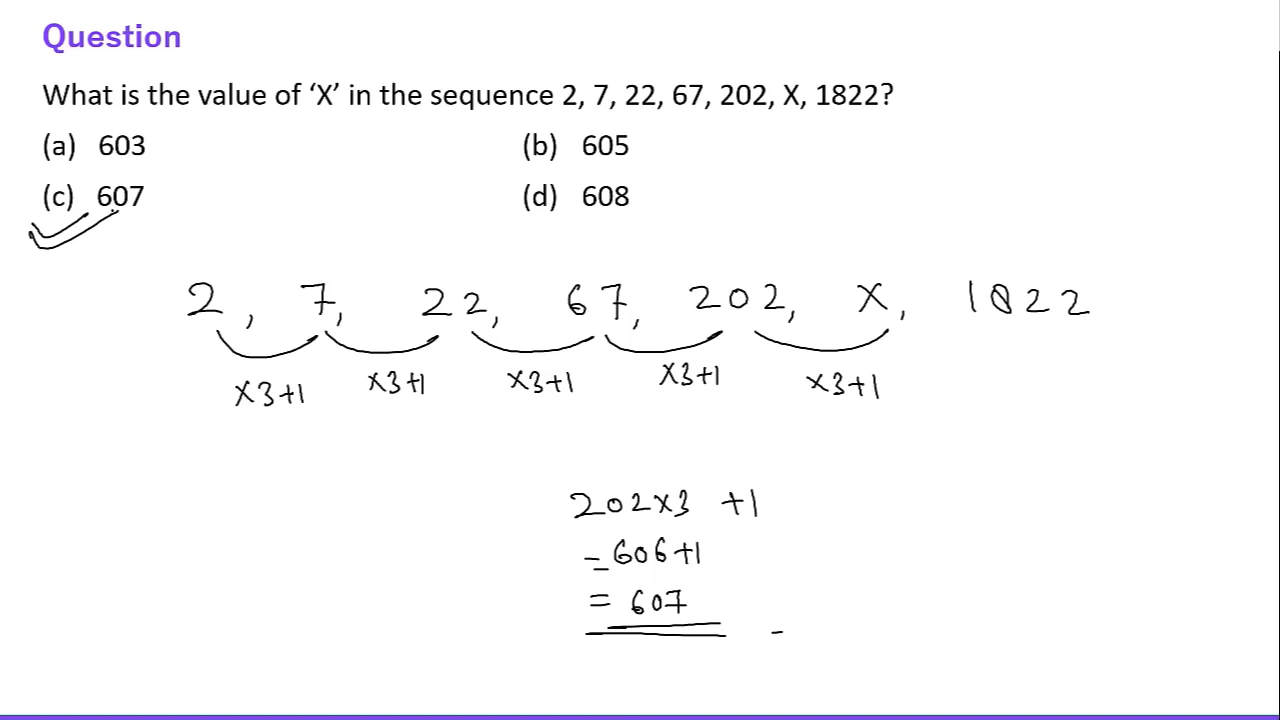 Question
What is the value of ‘X’ in the sequence 2, 7, 22, 67, 202, X, 1822?
(a) 603 (b) 605
(c) 607 (d) 608
2, 7, 22, 67, 202, X, 1822
X3+1 X3+1 X3+1 X3+1 X3+1
202X3 +1
=606+1
= 607